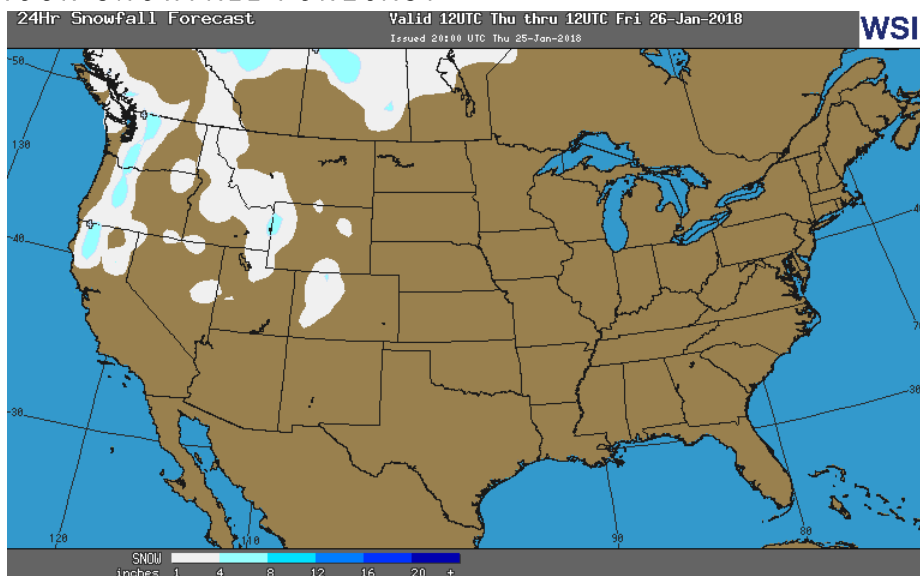 24Hr Snowfall Forecast
Valid 12UTC Thu thru 12UTC Fri 26-Jan-2018
Issued 20:00 UTC Thu 25-Jan-2018
WSI
50
130
40
40
70
30
30
120
110
90
80
SNOW
inches 1 4 8 12 16 20 +